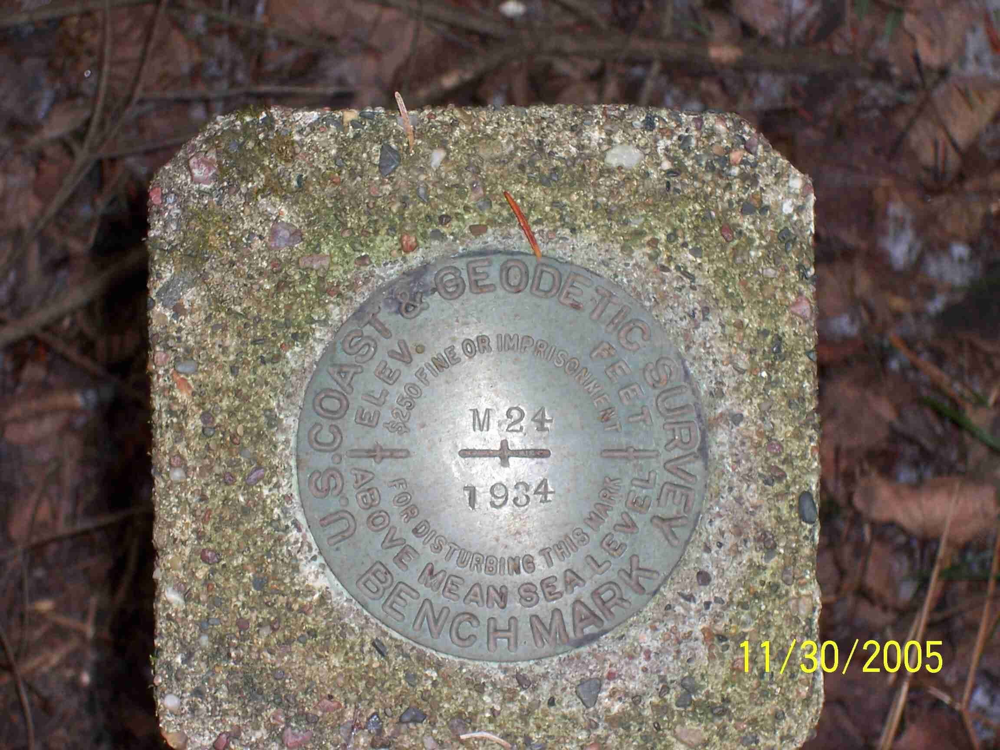 U.S. COAST & GEODETIC SURVEY
ELEV. FEET
$250 FINE OR IMPRISONMENT
M 24
1934
FOR DISTURBING THIS MARK
ABOVE MEAN SEA LEVEL
BENCH MARK
11/30/2005